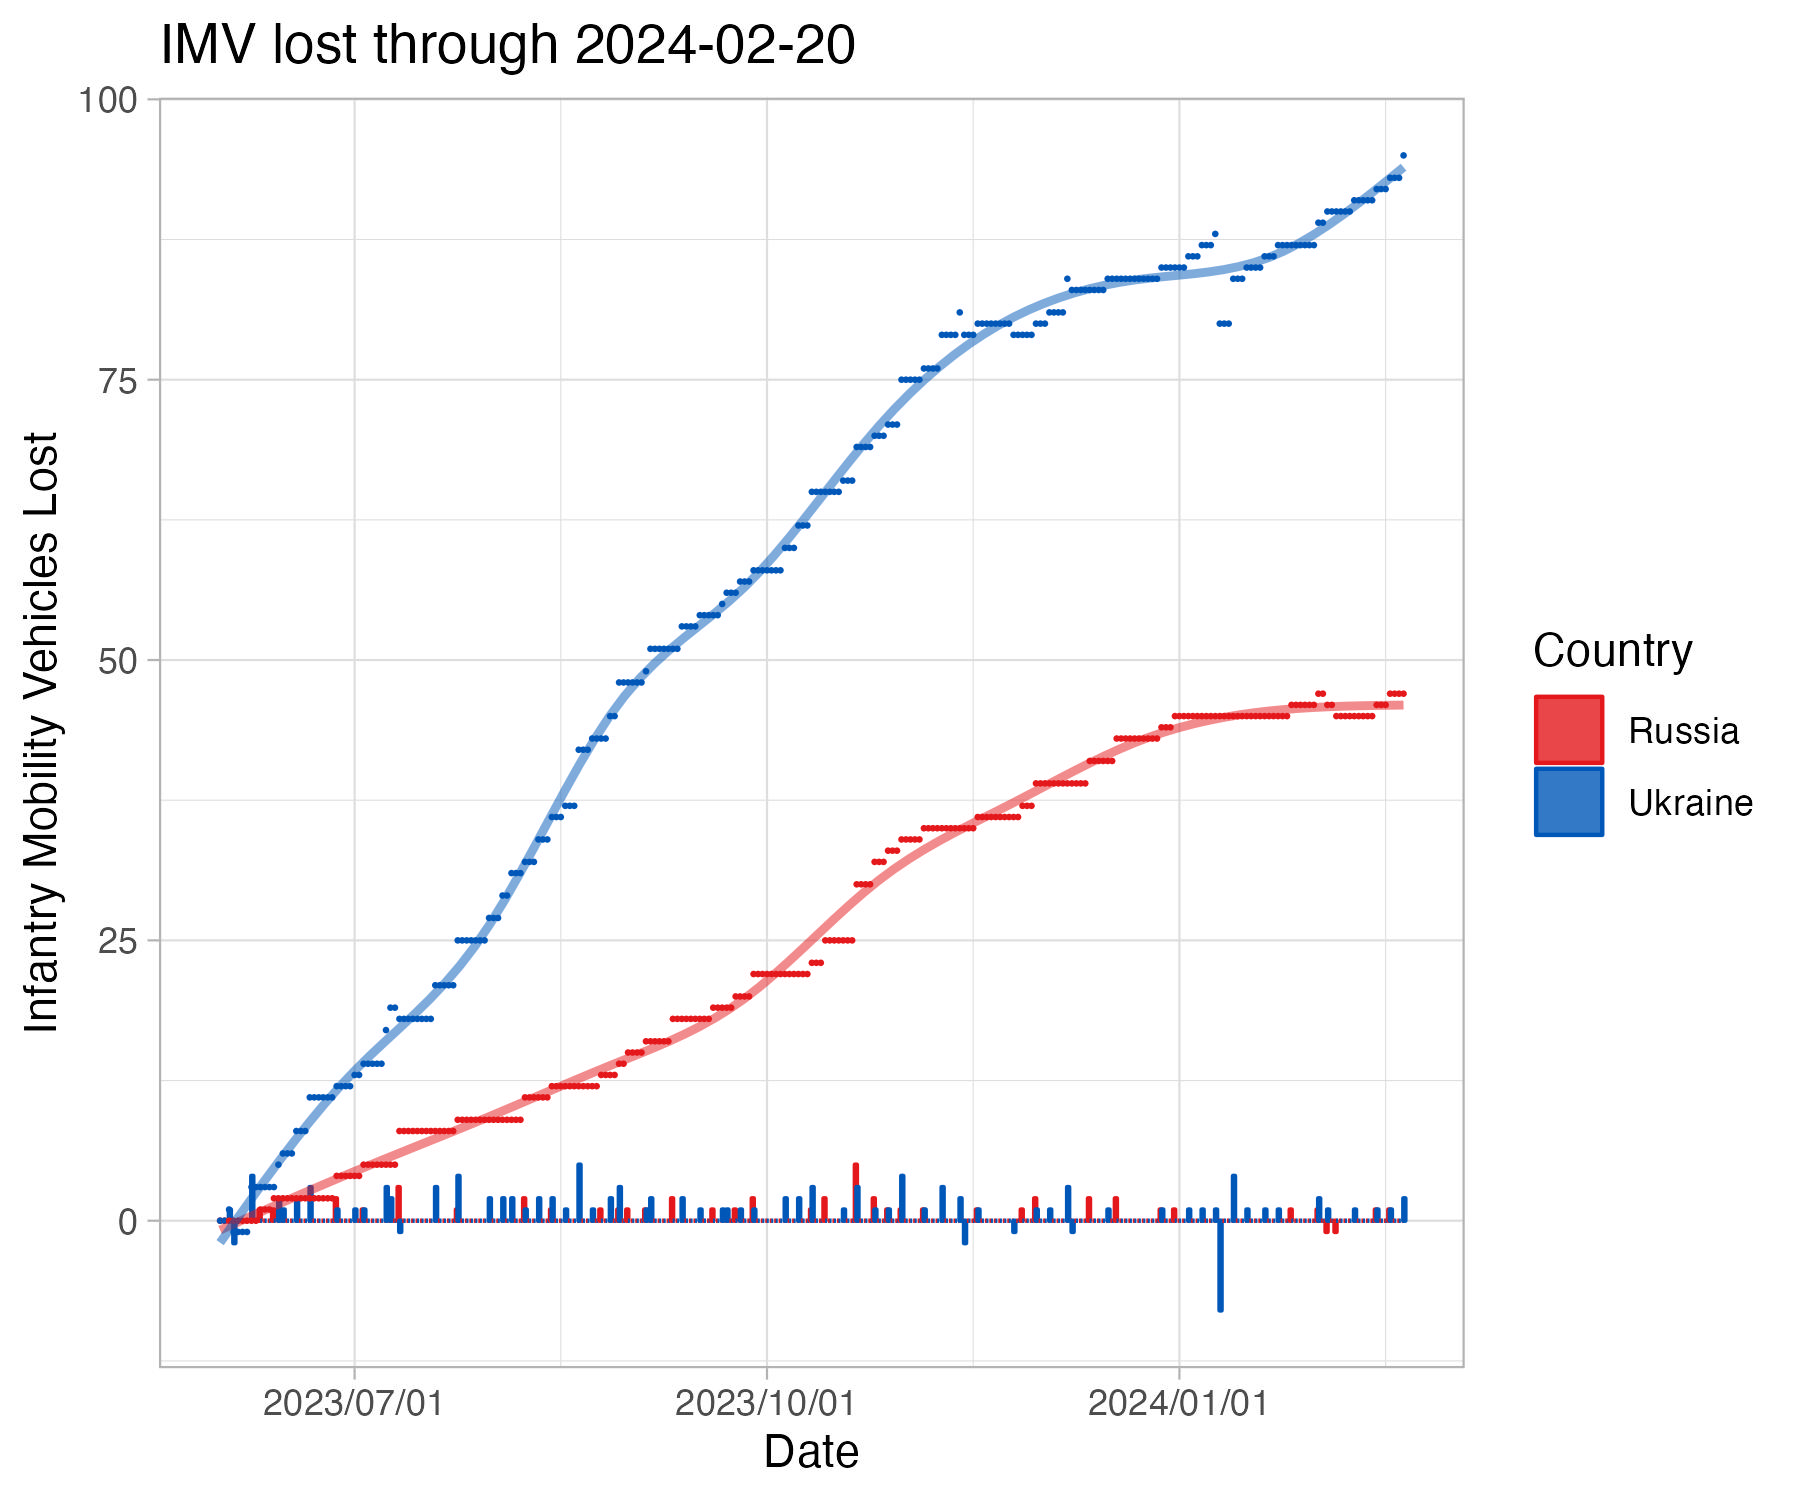 IMV lost through 2024-02-20
Infantry Mobility Vehicles Lost
100
75
50
25
0
2023/07/01
2023/10/01
2024/01/01
Date
Country
Russia
Ukraine